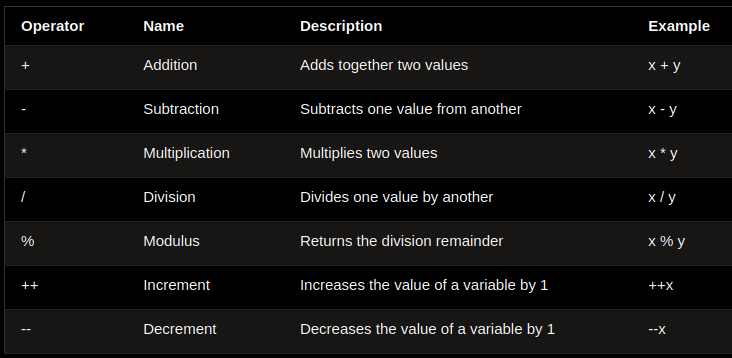 Operator Name Description Example
+ Addition Adds together two values x + y
- Subtraction Subtracts one value from another x - y
* Multiplication Multiplies two values x * y
/ Division Divides one value by another x / y
% Modulus Returns the division remainder x % y
++ Increment Increases the value of a variable by 1 ++x
-- Decrement Decreases the value of a variable by 1 --x